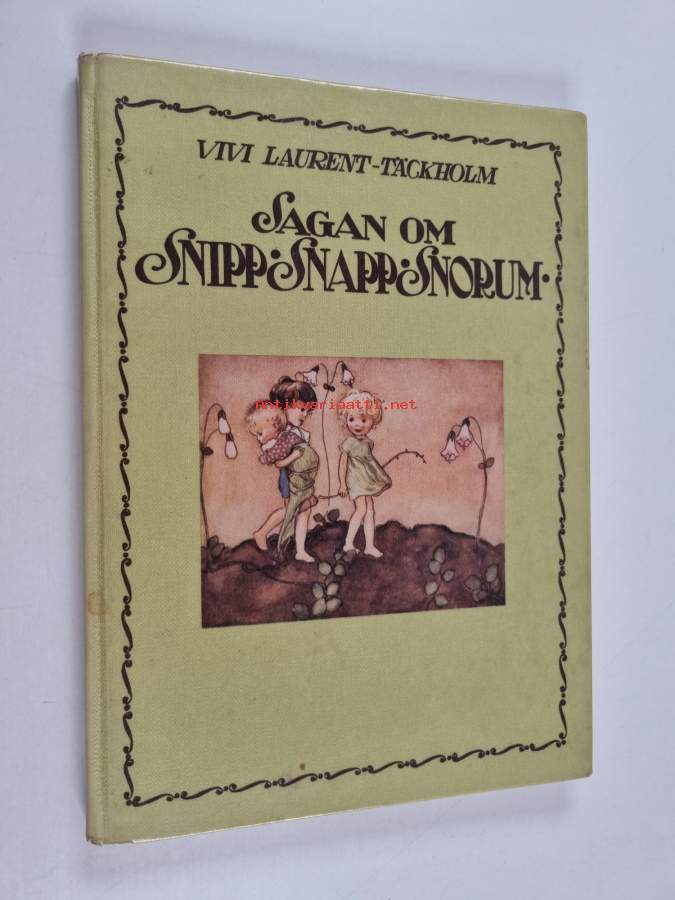 VIVI LAURENT-TÄCKHOLM
SAGAN OM
SNIPP·SNAPP·SNORUM·
Antikvariaatti.net